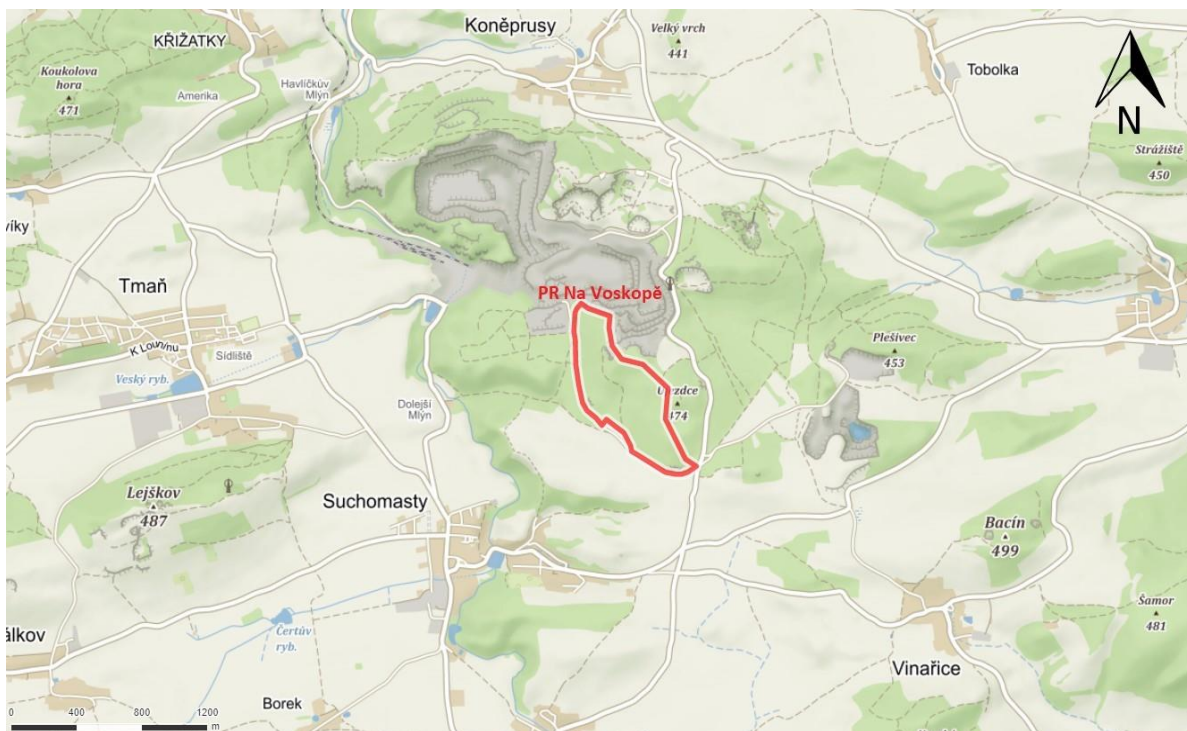 Koněprusy
KŘIŽATKY
Velký vrch
441
Koukolova
hora
471
Havlíčkův
Mlýn
Amerika
Tobolka
N
Strážiště
450
víky
Tmaň
PR Na Voskopě
K Lounínu
Sídliště
Veský ryb.
Plešivec
453
474
Dolejší
Mlýn
Lejškov
487
Suchomasty
Bacín
499
Šamor
481
álkov
Čertův
ryb.
Vinařice
Borek
0 400 800 1200
m